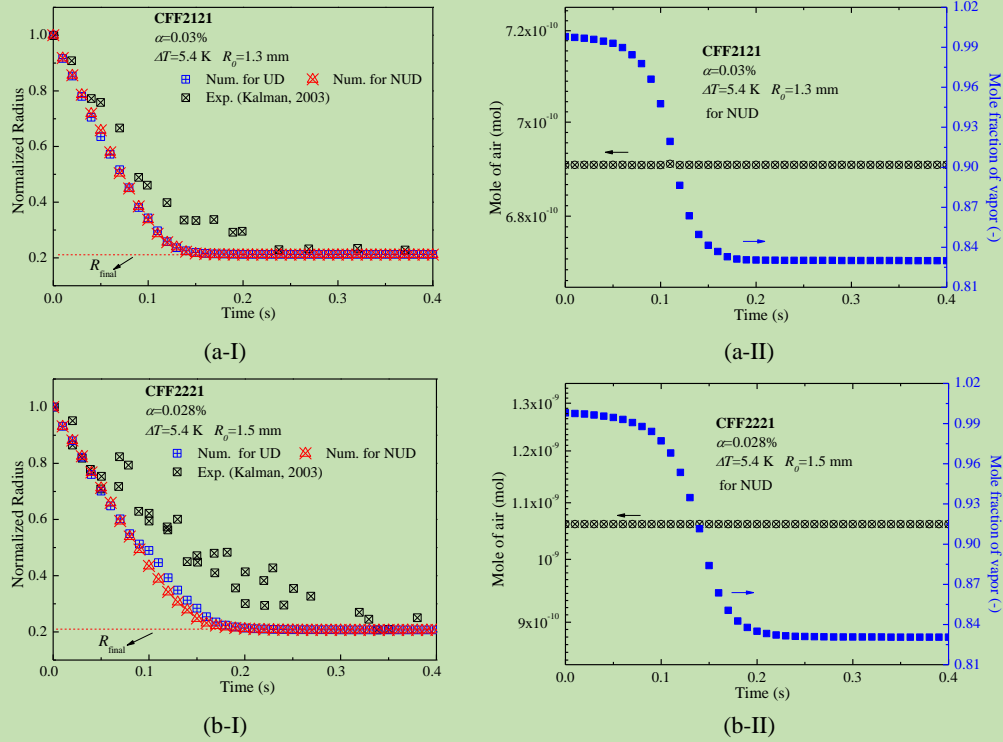 CFF2121
α=0.03%
ΔT=5.4 K R₀=1.3 mm
Num. for UD Num. for NUD
Exp. (Kalman, 2003)
Normalized Radius
1.0
0.8
0.6
0.4
0.2
R_final
0.0 0.1 0.2 0.3 0.4
Time (s)
(a-I)
CFF2121
α=0.03%
ΔT=5.4 K R₀=1.3 mm
for NUD
Mole of air (mol)
7.2x10⁻¹⁰
7x10⁻¹⁰
6.8x10⁻¹⁰
Mole fraction of vapor (-)
1.02
0.99
0.96
0.93
0.90
0.87
0.84
0.81
0.0 0.1 0.2 0.3 0.4
Time (s)
(a-II)
CFF2221
α=0.028%
ΔT=5.4 K R₀=1.5 mm
Num. for UD Num. for NUD
Exp. (Kalman, 2003)
Normalized Radius
1.0
0.8
0.6
0.4
0.2
R_final
0.0 0.1 0.2 0.3 0.4
Time (s)
(b-I)
CFF2221
α=0.028%
ΔT=5.4 K R₀=1.5 mm
for NUD
Mole of air (mol)
1.3x10⁻⁹
1.2x10⁻⁹
1.1x10⁻⁹
10⁻⁹
9x10⁻¹⁰
Mole fraction of vapor (-)
1.02
0.99
0.96
0.93
0.90
0.87
0.84
0.81
0.0 0.1 0.2 0.3 0.4
Time (s)
(b-II)